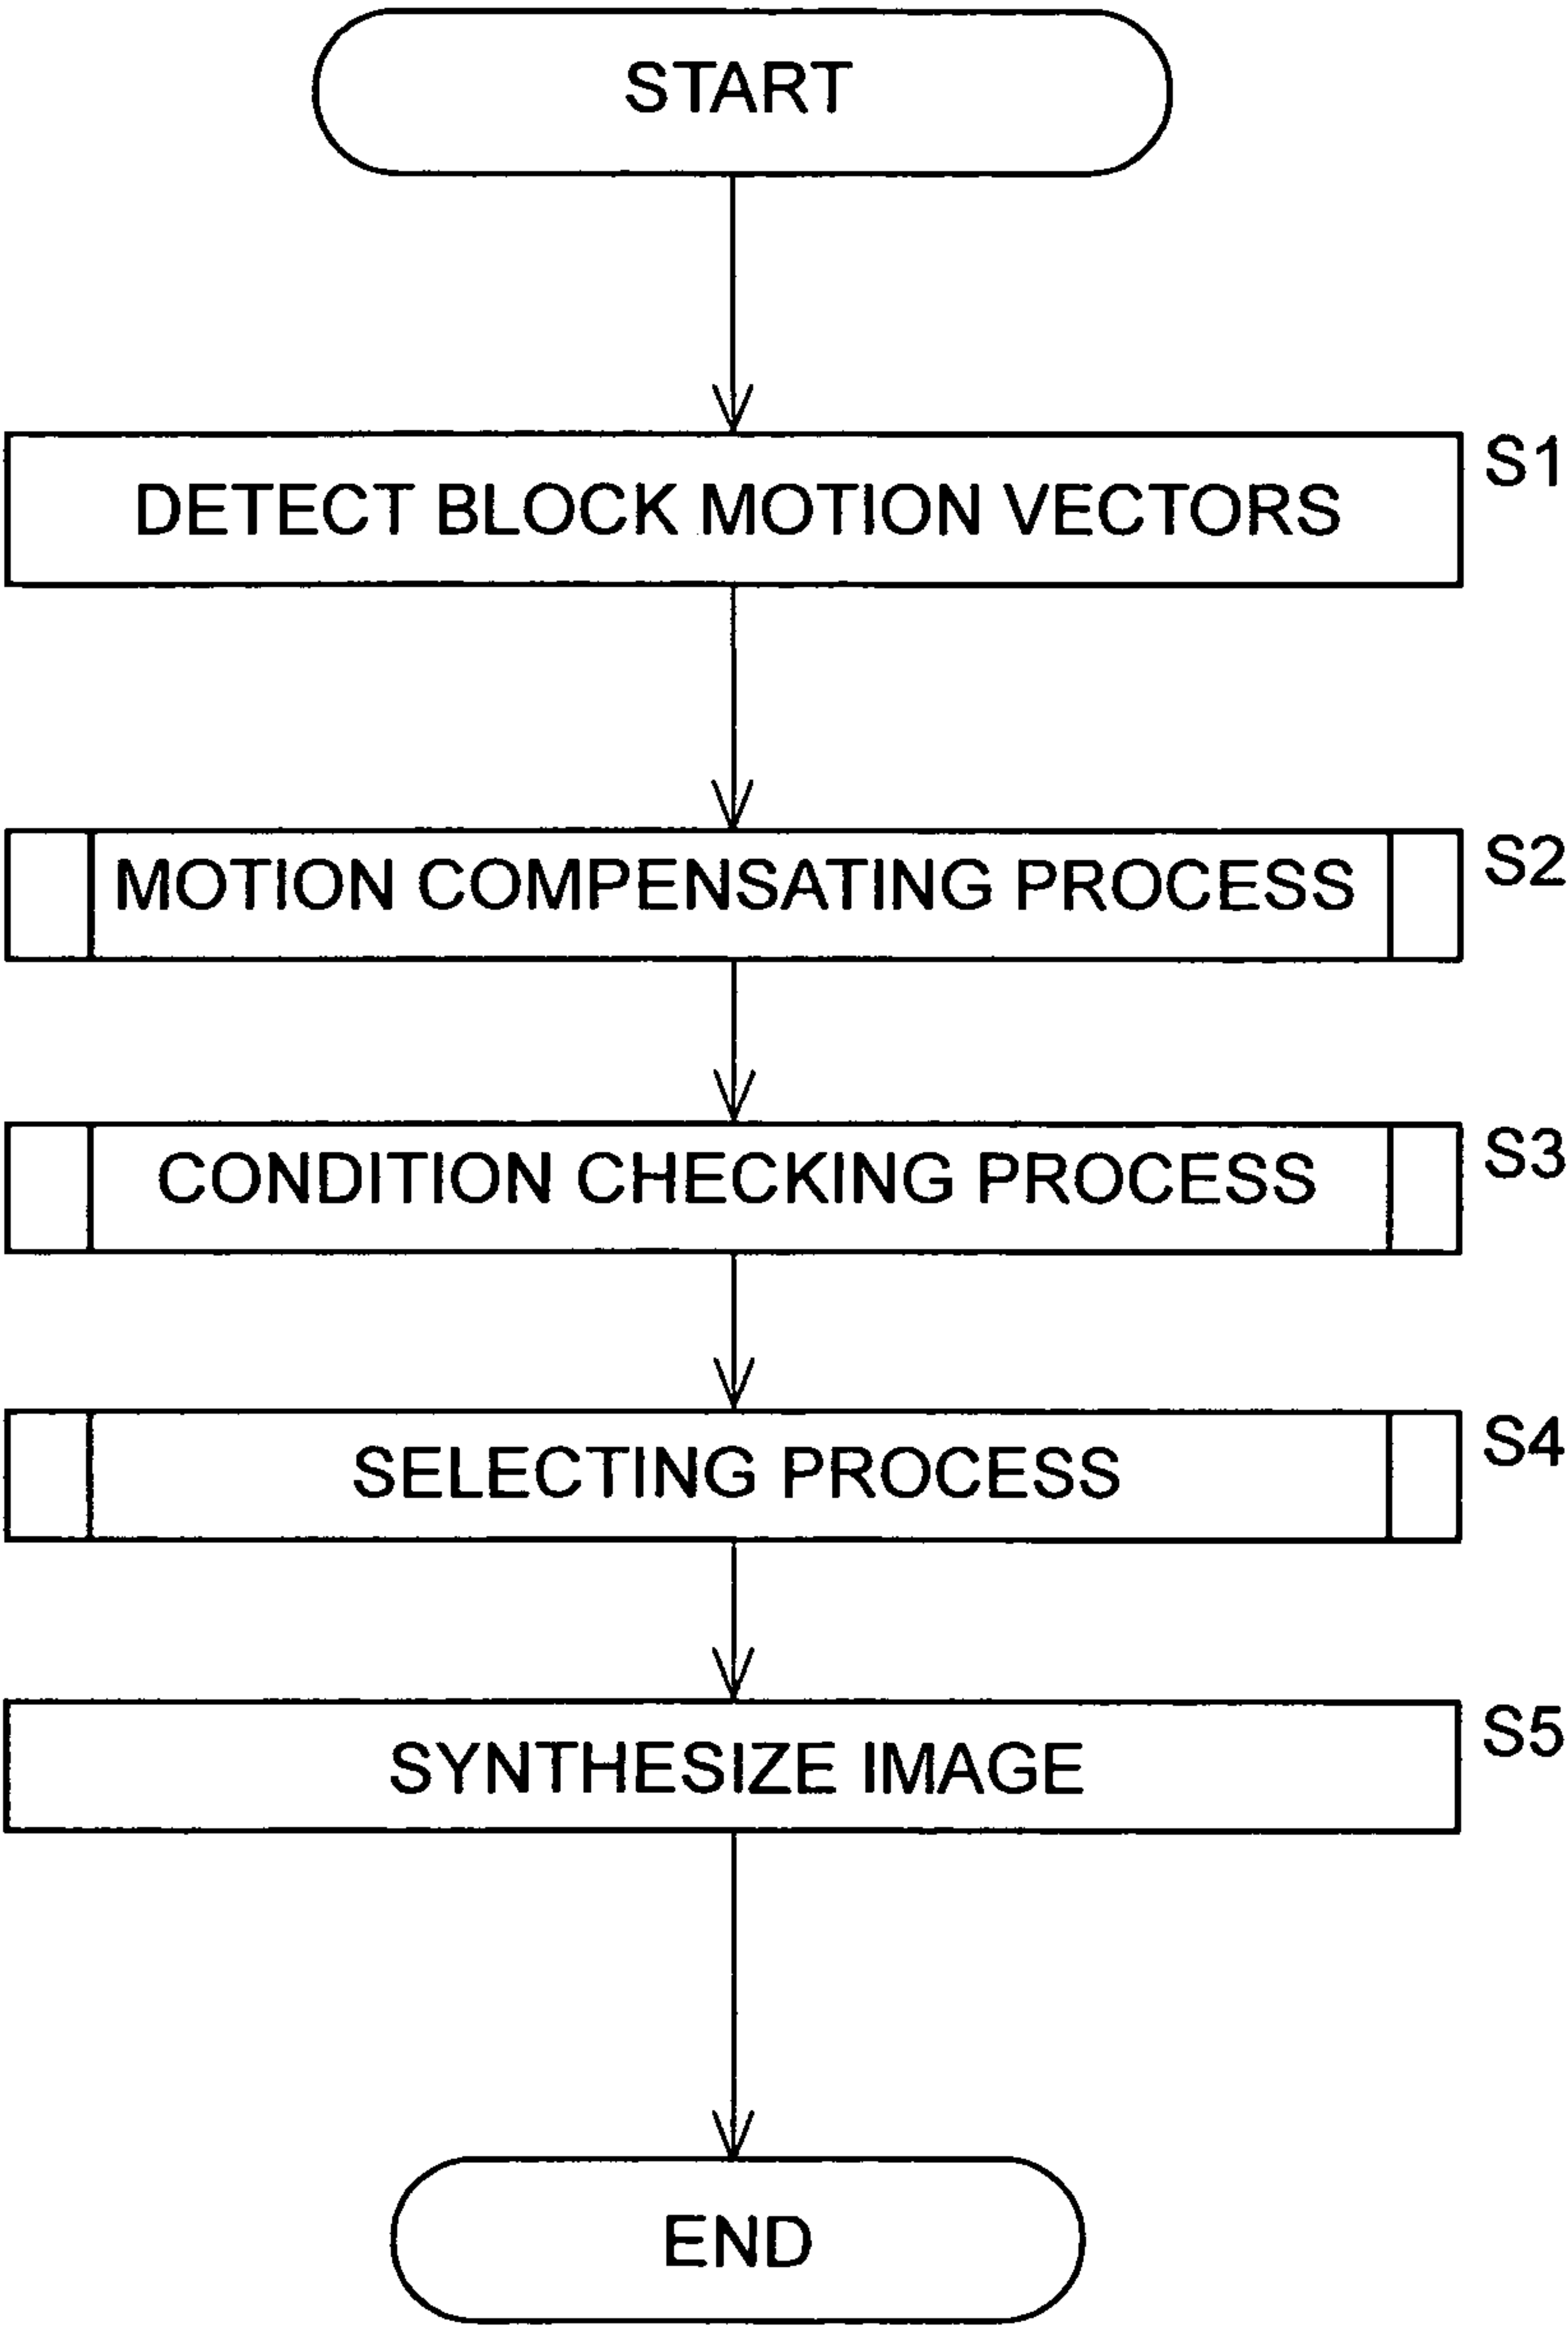 START
DETECT BLOCK MOTION VECTORS S1
MOTION COMPENSATING PROCESS S2
CONDITION CHECKING PROCESS S3
SELECTING PROCESS S4
SYNTHESIZE IMAGE S5
END